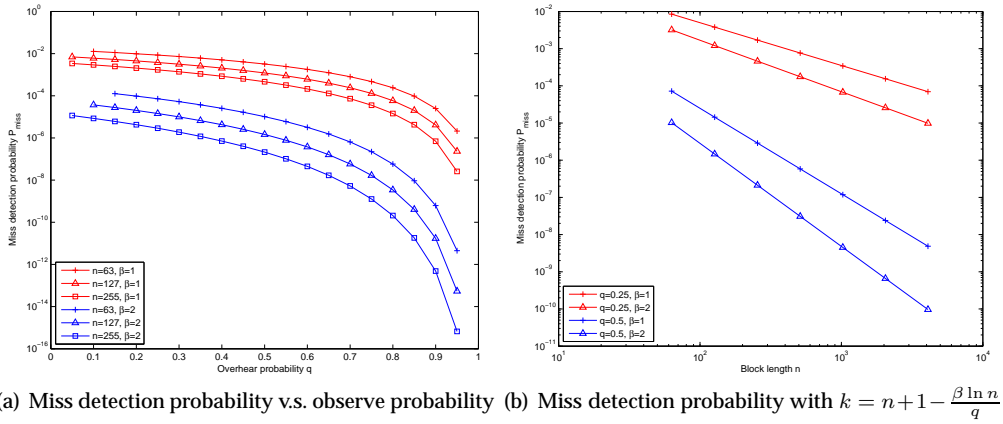 10^0
10^−2
10^−4
10^−6
10^−8
10^−10
10^−12
10^−14
10^−16
Miss detection probability P_miss
n=63, β=1
n=127, β=1
n=255, β=1
n=63, β=2
n=127, β=2
n=255, β=2
0 0.1 0.2 0.3 0.4 0.5 0.6 0.7 0.8 0.9 1
Overhear probability q
10^−2
10^−3
10^−4
10^−5
10^−6
10^−7
10^−8
10^−9
10^−10
10^−11
Miss detection probability P_miss
q=0.25, β=1
q=0.25, β=2
q=0.5, β=1
q=0.5, β=2
10^1 10^2 10^3 10^4
Block length n
a) Miss detection probability v.s. observe probability
(b) Miss detection probability with k = n+1− β ln n / q